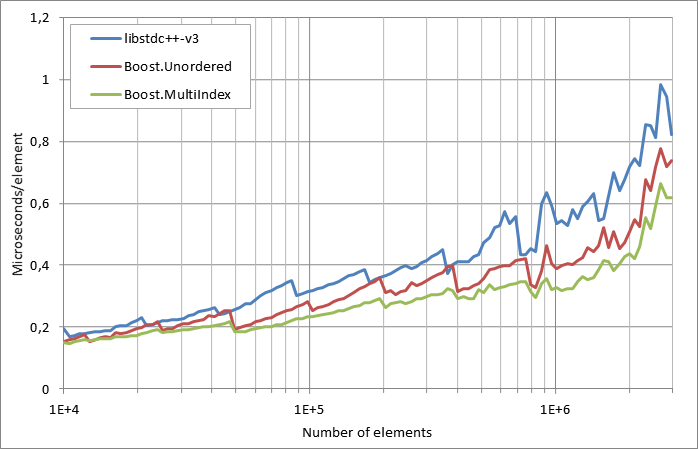 1,2
1
0,8
0,6
0,4
0,2
0
Microseconds/element
libstdc++-v3
Boost.Unordered
Boost.MultiIndex
1E+4
1E+5
1E+6
Number of elements